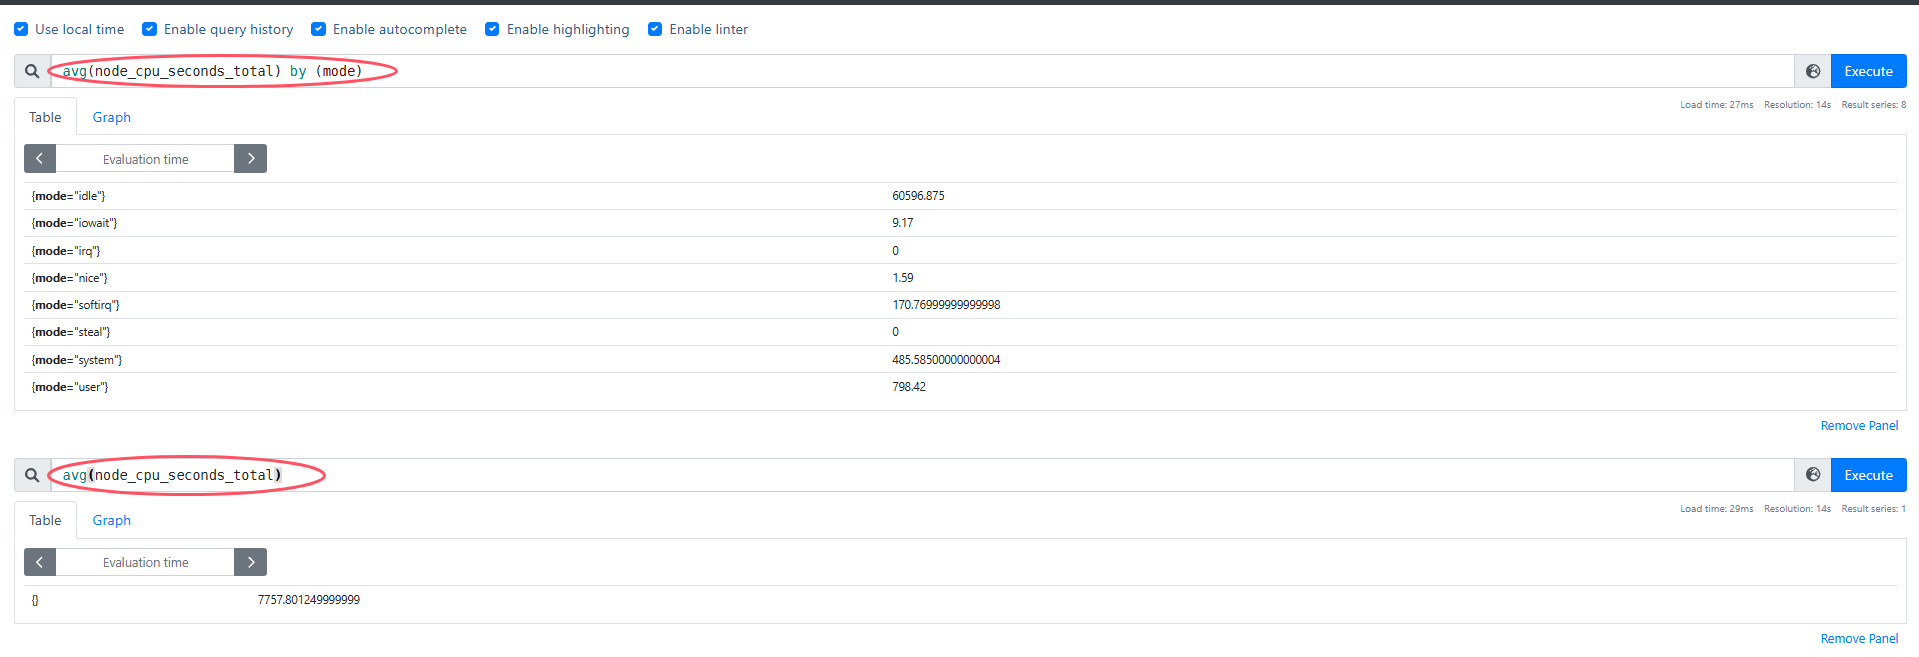 Use local time Enable query history Enable autocomplete Enable highlighting Enable linter
avg(node_cpu_seconds_total) by (mode) Execute
Table Graph Load time: 27ms Resolution: 14s Result series: 8
Evaluation time
{mode="idle"} 60596.875
{mode="iowait"} 9.17
{mode="irq"} 0
{mode="nice"} 1.59
{mode="softirq"} 170.76999999999998
{mode="steal"} 0
{mode="system"} 485.58500000000004
{mode="user"} 798.42
Remove Panel
avg(node_cpu_seconds_total) Execute
Table Graph Load time: 29ms Resolution: 14s Result series: 1
Evaluation time
{} 7757.801249999999
Remove Panel